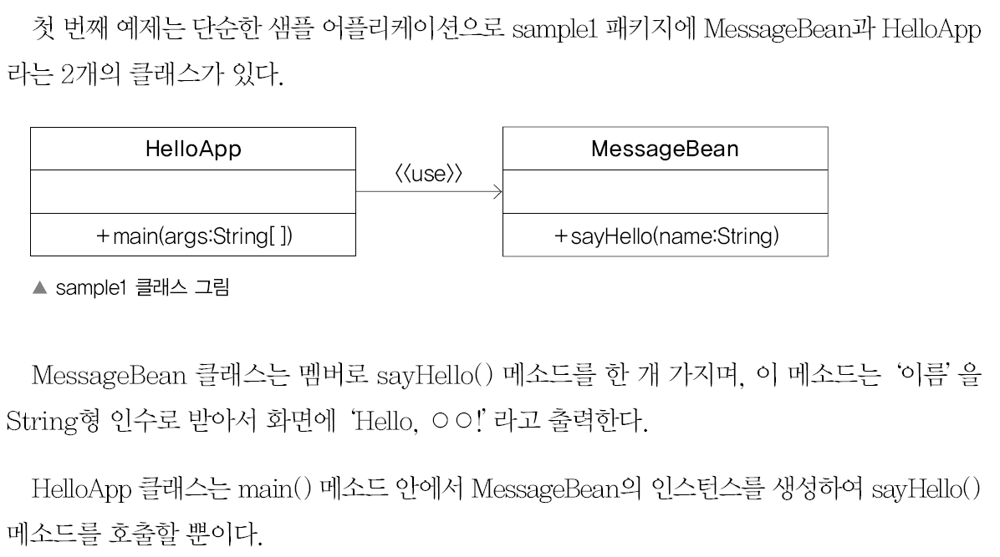 첫 번째 예제는 단순한 샘플 어플리케이션으로 sample1 패키지에 MessageBean과 HelloApp
라는 2개의 클래스가 있다.
HelloApp
<<use>>
MessageBean
+main(args:String[ ])
+sayHello(name:String)
▲ sample1 클래스 그림
MessageBean 클래스는 멤버로 sayHello() 메소드를 한 개 가지며, 이 메소드는 ‘이름’을
String형 인수로 받아서 화면에 ‘Hello, ○○!’라고 출력한다.
HelloApp 클래스는 main() 메소드 안에서 MessageBean의 인스턴스를 생성하여 sayHello()
메소드를 호출할 뿐이다.